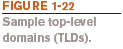 FIGURE 1-22
Sample top-level
domains (TLDs).